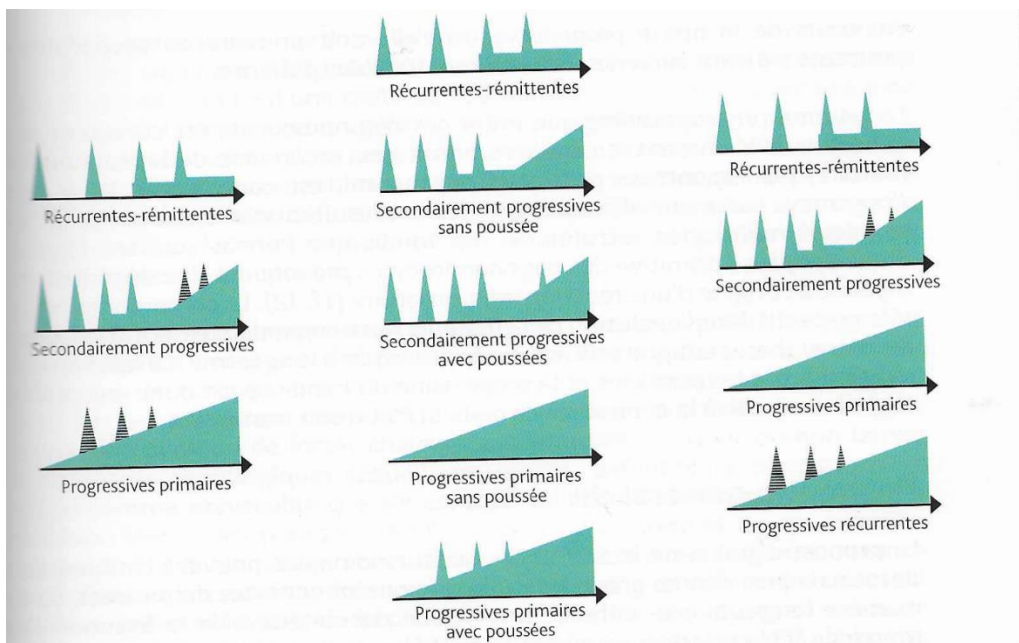 Récurrentes-rémittentes
Secondairement progressives
Progressives primaires
Récurrentes-rémittentes
Secondairement progressives
sans poussée
Secondairement progressives
avec poussées
Progressives primaires
sans poussée
Progressives primaires
avec poussées
Récurrentes-rémittentes
Secondairement progressives
Progressives primaires
Progressives récurrentes